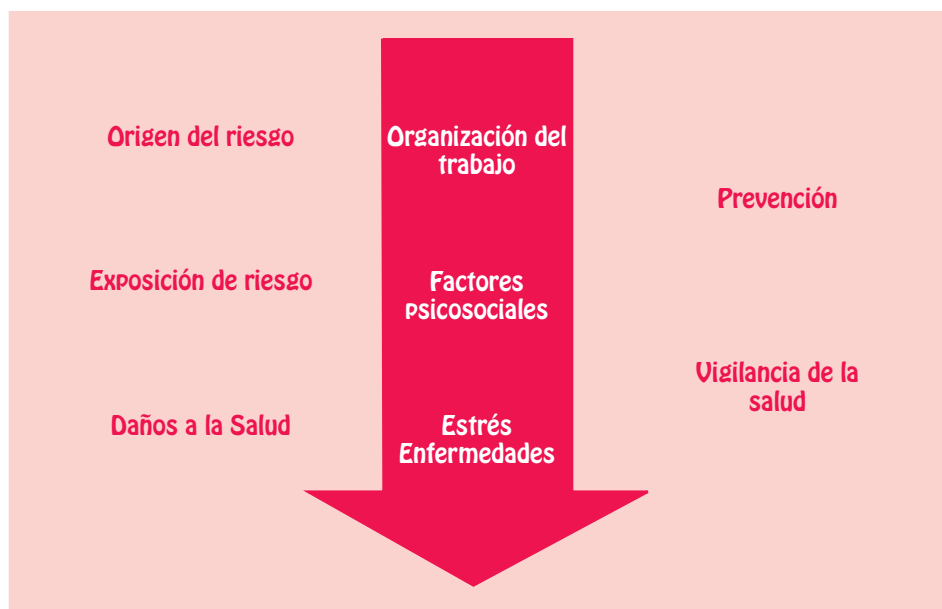 Origen del riesgo
Organización del
trabajo
Prevención
Exposición de riesgo
Factores
psicosociales
Vigilancia de la
salud
Daños a la Salud
Estrés
Enfermedades